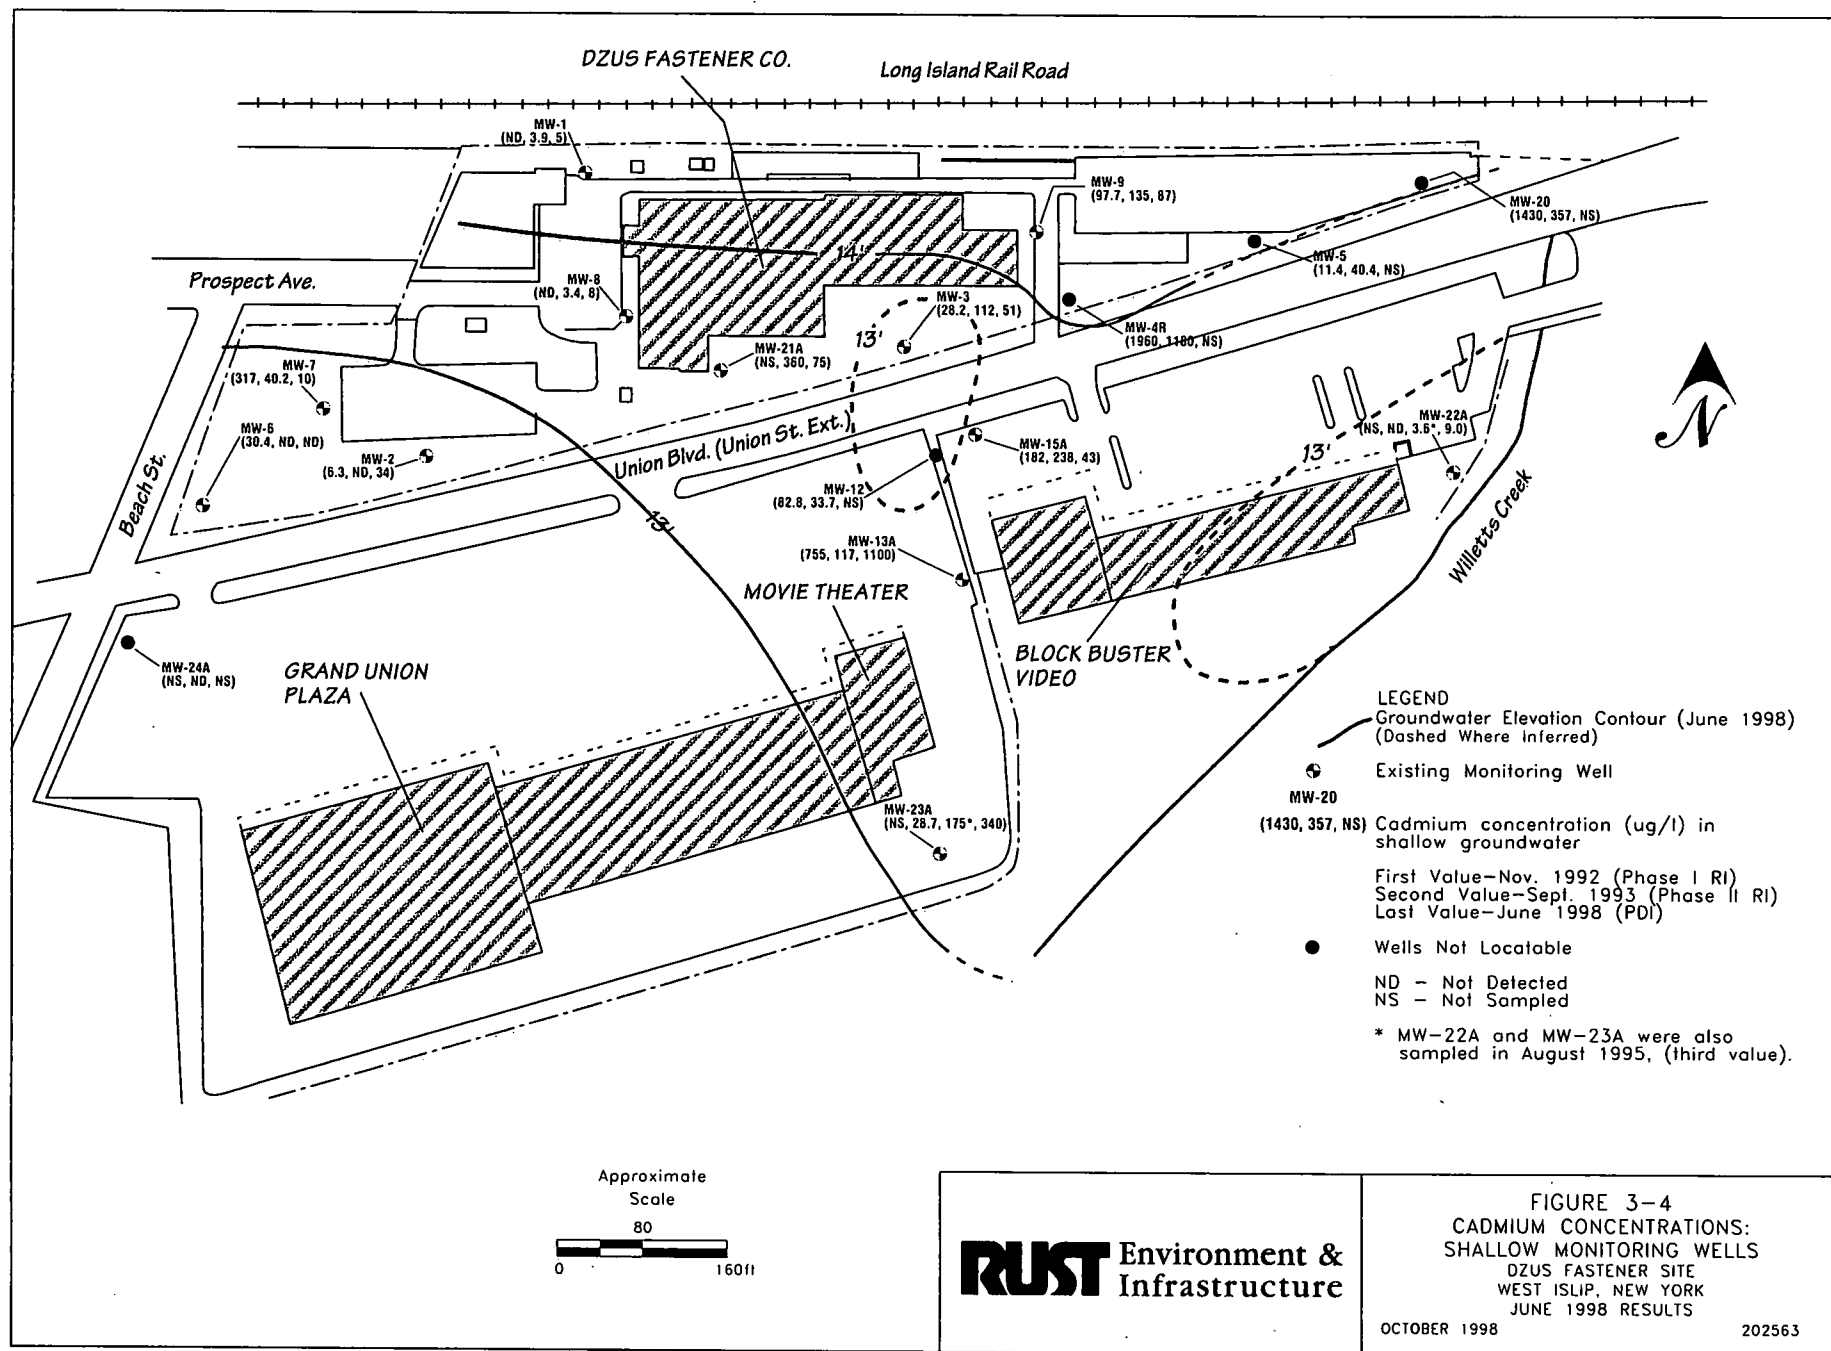 DZUS FASTENER CO.
Long Island Rail Road
MW-1
(ND, 3.9, 5)
MW-9
(97.7, 135, 87)
MW-20
(1430, 357, NS)
14'
MW-5
(11.4, 40.4, NS)
Prospect Ave.
MW-8
(ND, 3.4, 8)
MW-3
(28.2, 112, 51)
13'
MW-4R
(1960, 1180, NS)
MW-21A
(NS, 360, 75)
MW-7
(317, 40.2, 10)
MW-6
(30.4, ND, ND)
MW-2
(6.3, ND, 34)
Union Blvd. (Union St. Ext.)
MW-15A
(182, 238, 43)
MW-22A
(NS, ND, 3.6*, 9.0)
13'
Beach St.
MW-12
(82.8, 33.7, NS)
13'
Willetts Creek
MW-13A
(755, 117, 1100)
MOVIE THEATER
MW-24A
(NS, ND, NS)
GRAND UNION
PLAZA
BLOCK BUSTER
VIDEO
MW-23A
(NS, 28.7, 175*, 340)
N
LEGEND
Groundwater Elevation Contour (June 1998)
(Dashed Where Inferred)
Existing Monitoring Well
MW-20
(1430, 357, NS) Cadmium concentration (ug/l) in
shallow groundwater
First Value-Nov. 1992 (Phase I RI)
Second Value-Sept. 1993 (Phase II RI)
Last Value-June 1998 (PDI)
Wells Not Locatable
ND - Not Detected
NS - Not Sampled
* MW-22A and MW-23A were also
sampled in August 1995, (third value).
Approximate
Scale
80
0 160ft
RUST Environment &
Infrastructure
FIGURE 3-4
CADMIUM CONCENTRATIONS:
SHALLOW MONITORING WELLS
DZUS FASTENER SITE
WEST ISLIP, NEW YORK
JUNE 1998 RESULTS
OCTOBER 1998 202563